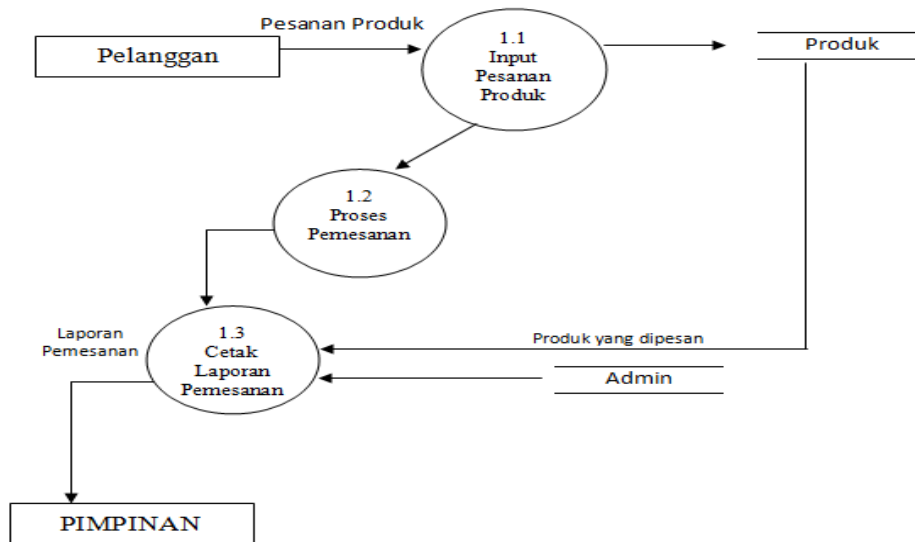 Pesanan Produk
Pelanggan
1.1
Input
Pesanan
Produk
Produk
1.2
Proses
Pemesanan
Laporan
Pemesanan
1.3
Cetak
Laporan
Pemesanan
Produk yang dipesan
Admin
PIMPINAN